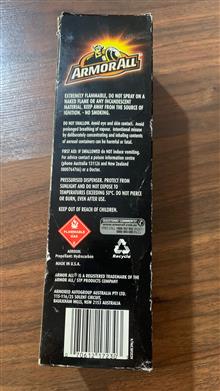 ARMORALL
EXTREMELY FLAMMABLE, DO NOT SPRAY ON A
NAKED FLAME OR ANY INCANDESCENT
MATERIAL. KEEP AWAY FROM THE SOURCE OF
IGNITION. - NO SMOKING.
DO NOT SWALLOW. Avoid eye and skin contact. Avoid
prolonged breathing of vapour. Intentional misuse
by deliberately concentrating and inhaling contents
of aerosol containers can be harmful or fatal.
FIRST AID: IF SWALLOWED do not induce vomiting.
For advice contact a poison information centre
(phone Australia 131126 and New Zealand
0800764766) or a Doctor.
PRESSURISED DISPENSER. PROTECT FROM
SUNLIGHT AND DO NOT EXPOSE TO
TEMPERATURES EXCEEDING 50°C. DO NOT PIERCE
OR BURN, EVEN AFTER USE.
KEEP OUT OF REACH OF CHILDREN.
FLAMMABLE
GAS
2
QUESTIONS? COMMENTS?
Recycle
AEROSOL
Propellant: Hydrocarbon
MADE IN U.S.A.
ARMOR ALL® IS A REGISTERED TRADEMARK OF THE
ARMOR ALL/ STP PRODUCTS COMPANY
ARMORED AUTOGROUP AUSTRALIA PTY LTD
115-116/25 SOLENT CIRCUIT,
BAULKHAM HILLS, NSW 2153 AUSTRALIA